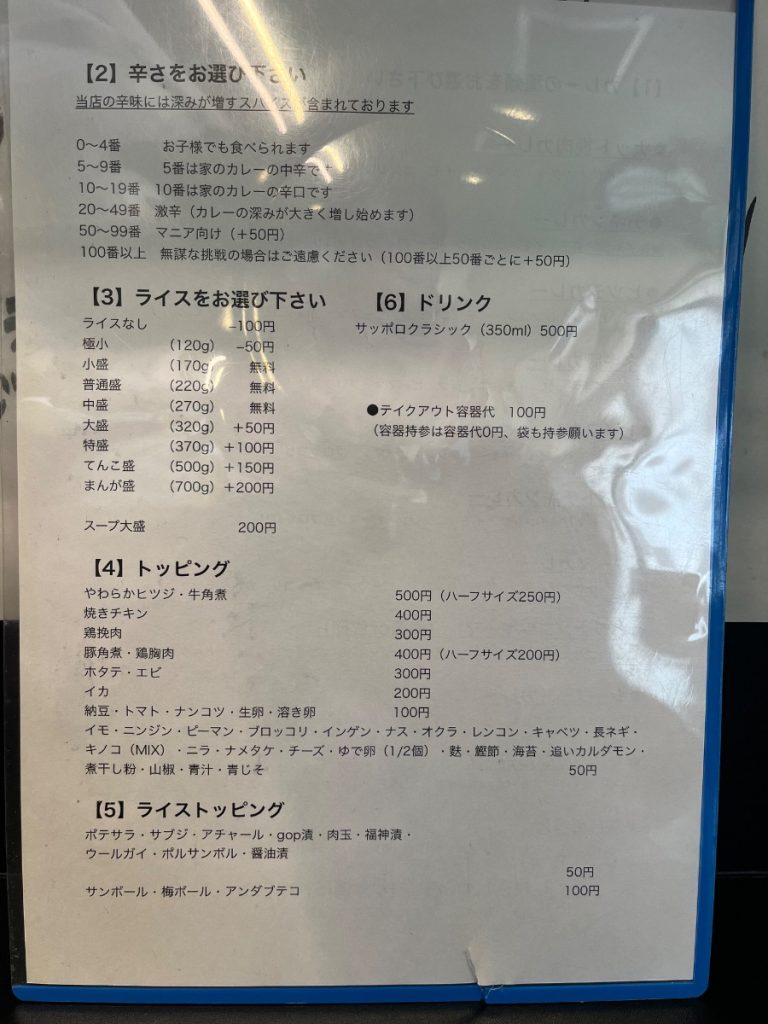 【2】辛さをお選び下さい
当店の辛味には深みが増すスパイスが含まれております
0〜4番 お子様でも食べられます
5〜9番 5番は家のカレーの中辛です
10〜19番 10番は家のカレーの辛口です
20〜49番 激辛（カレーの深みが大きく増し始めます）
50〜99番 マニア向け（＋50円）
100番以上 無謀な挑戦の場合はご遠慮ください（100番以上50番ごとに＋50円）
【3】ライスをお選び下さい
ライスなし −100円
極小 （120g） −50円
小盛 （170g） 無料
普通盛 （220g） 無料
中盛 （270g） 無料
大盛 （320g） ＋50円
特盛 （370g）＋100円
てんこ盛 （500g）＋150円
まんが盛 （700g）＋200円
スープ大盛 200円
【6】ドリンク
サッポロクラシック（350ml）500円
●テイクアウト容器代 100円
（容器持参は容器代0円、袋も持参願います）
【4】トッピング
やわらかヒツジ・牛角煮 500円（ハーフサイズ250円）
焼きチキン 400円
鶏挽肉 300円
豚角煮・鶏胸肉 400円（ハーフサイズ200円）
ホタテ・エビ 300円
イカ 200円
納豆・トマト・ナンコツ・生卵・溶き卵 100円
イモ・ニンジン・ピーマン・ブロッコリ・インゲン・ナス・オクラ・レンコン・キャベツ・長ネギ・
キノコ（MIX）・ニラ・ナメタケ・チーズ・ゆで卵（1/2個）・麩・鰹節・海苔・追いカルダモン・
煮干し粉・山椒・青汁・青じそ 50円
【5】ライストッピング
ポテサラ・サブジ・アチャール・gop漬・肉玉・福神漬・
ウールガイ・ポルサンボル・醤油漬
50円
サンボール・梅ボール・アンダブテコ 100円